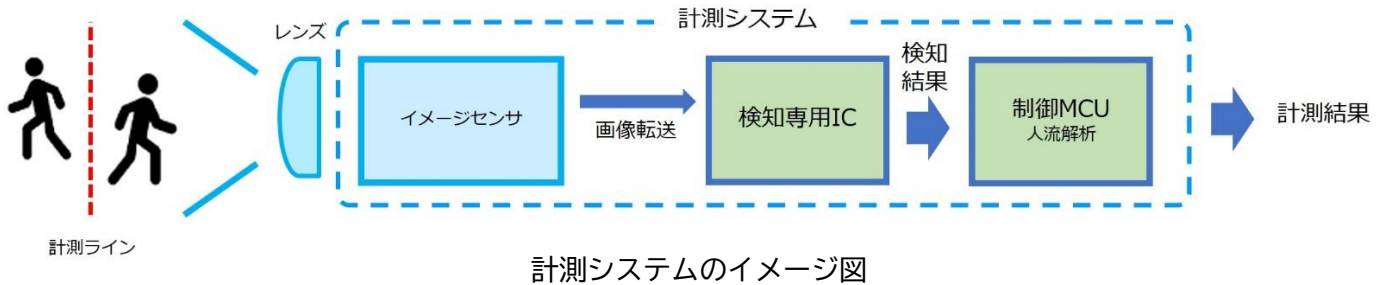 計測システム
レンズ
イメージセンサ
画像転送
検知専用IC
検知
結果
制御MCU
人流解析
計測結果
計測ライン
計測システムのイメージ図